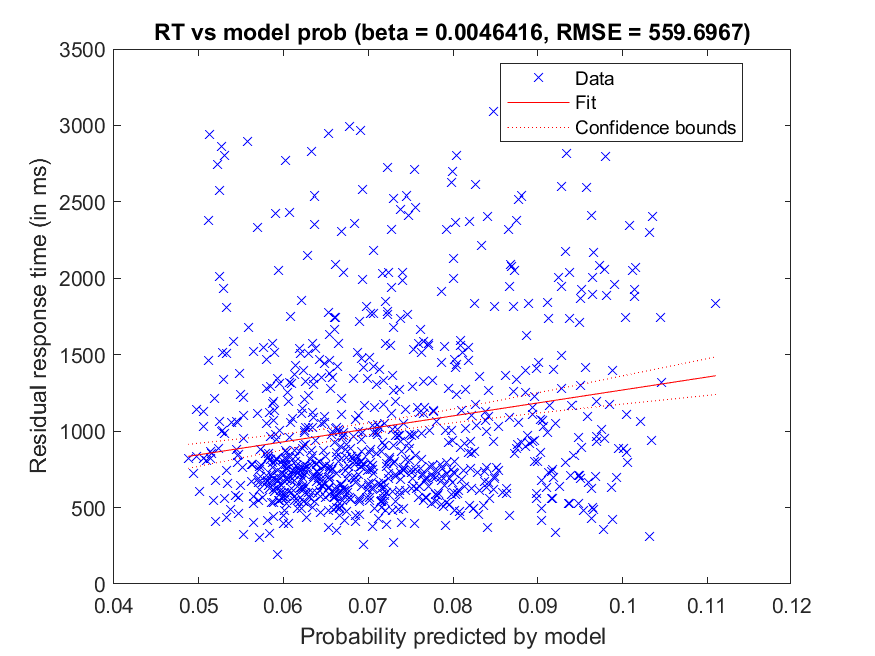 RT vs model prob (beta = 0.0046416, RMSE = 559.6967)
3500
3000
2500
2000
1500
1000
500
0
Residual response time (in ms)
Data
Fit
Confidence bounds
0.04 0.05 0.06 0.07 0.08 0.09 0.1 0.11 0.12
Probability predicted by model